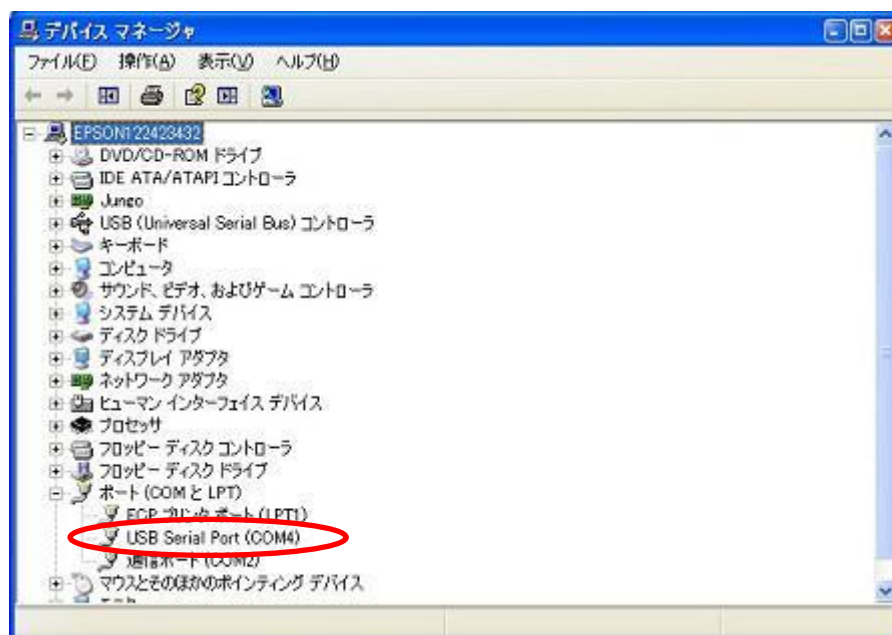 デバイス マネージャ
ファイル(F) 操作(A) 表示(V) ヘルプ(H)
EPSON122423432
DVD/CD-ROM ドライブ
IDE ATA/ATAPI コントローラ
Jungo
USB (Universal Serial Bus) コントローラ
キーボード
コンピュータ
サウンド、ビデオ、およびゲーム コントローラ
システム デバイス
ディスク ドライブ
ディスプレイ アダプタ
ネットワーク アダプタ
ヒューマン インターフェイス デバイス
プロセッサ
フロッピー ディスク コントローラ
フロッピー ディスク ドライブ
ポート (COM と LPT)
ECP プリンタ ポート (LPT1)
USB Serial Port (COM4)
通信ポート (COM2)
マウスとそのほかのポインティング デバイス